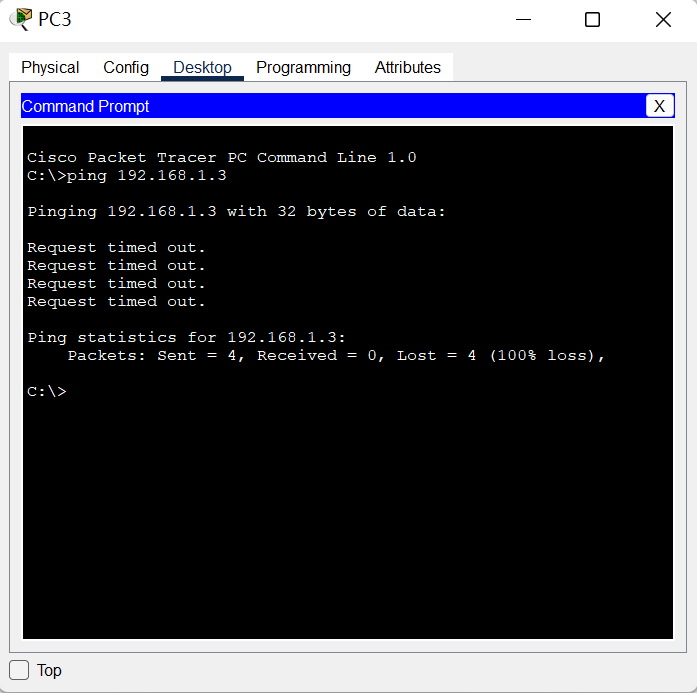 PC3
Physical Config Desktop Programming Attributes
Command Prompt X
Cisco Packet Tracer PC Command Line 1.0
C:\>ping 192.168.1.3
Pinging 192.168.1.3 with 32 bytes of data:
Request timed out.
Request timed out.
Request timed out.
Request timed out.
Ping statistics for 192.168.1.3:
    Packets: Sent = 4, Received = 0, Lost = 4 (100% loss),
C:\>
Top